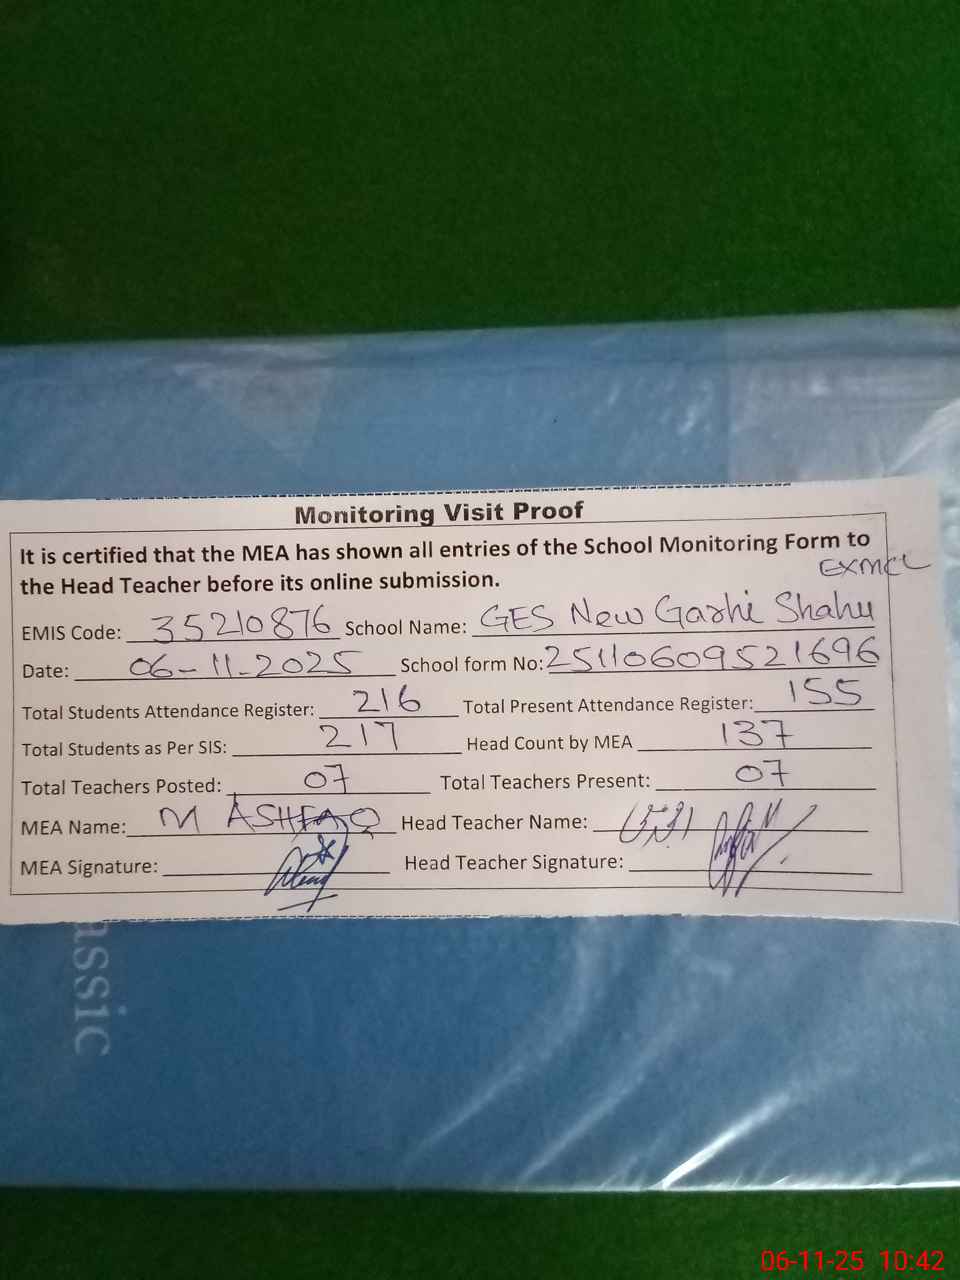 Monitoring Visit Proof
It is certified that the MEA has shown all entries of the School Monitoring Form to
the Head Teacher before its online submission.
EXMCL
EMIS Code: 35210876 School Name: GES New Garhi Shahu
Date: 06-11-2025 School form No: 25110609521696
Total Students Attendance Register: 216 Total Present Attendance Register: 155
Total Students as Per SIS: 217 Head Count by MEA 137
Total Teachers Posted: 07 Total Teachers Present: 07
MEA Name: M ASHFAQ Head Teacher Name:
MEA Signature: Head Teacher Signature:
assic
06-11-25 10:42